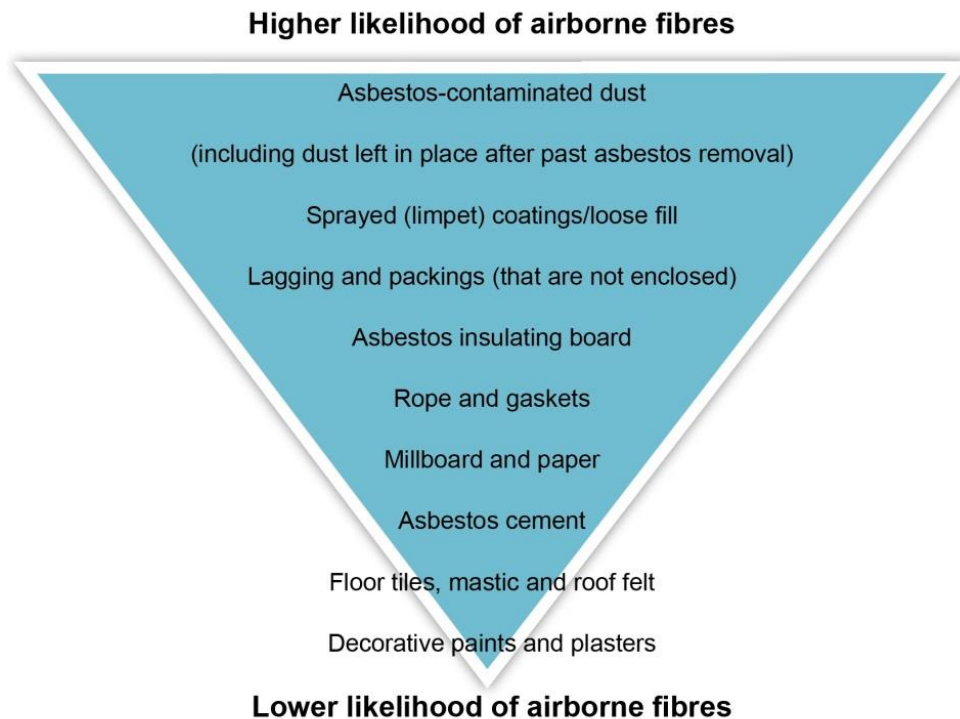 Higher likelihood of airborne fibres
Asbestos-contaminated dust
(including dust left in place after past asbestos removal)
Sprayed (limpet) coatings/loose fill
Lagging and packings (that are not enclosed)
Asbestos insulating board
Rope and gaskets
Millboard and paper
Asbestos cement
Floor tiles, mastic and roof felt
Decorative paints and plasters
Lower likelihood of airborne fibres